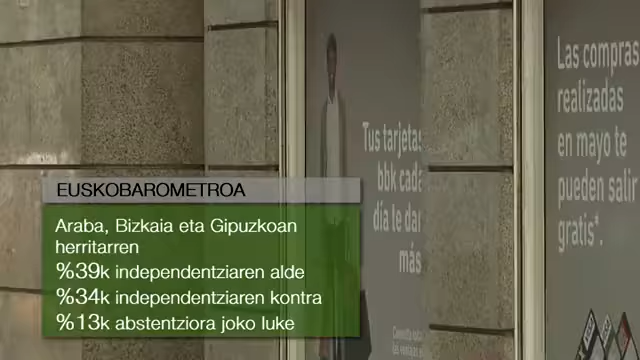 EUSKOBAROMETROA
Araba, Bizkaia eta Gipuzkoan
herritarren
%39k independentziaren alde
%34k independentziaren kontra
%13k abstentziora joko luke
Tus tarjetas
bbk cada
día te dan
más
Las compras
realizadas
en mayo te
pueden salir
gratis*.